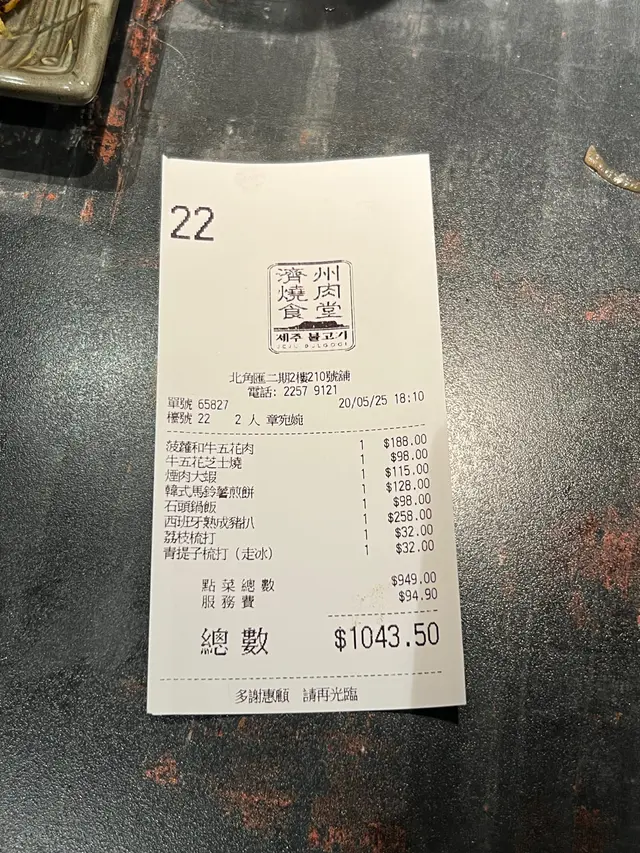 22
濟州
燒肉
食堂
제주 불고기
JEJU BULGOGI
北角匯二期2樓210號舖
電話: 2257 9121
單號 65827 20/05/25 18:10
檯號 22 2 人 章宛婉
菠蘿和牛五花肉 1 $188.00
牛五花芝士燒 1 $98.00
煙肉大蝦 1 $115.00
韓式馬鈴薯煎餅 1 $128.00
石頭鍋飯 1 $98.00
西班牙熟成豬扒 1 $258.00
荔枝梳打 1 $32.00
青提子梳打 (走冰) 1 $32.00
點菜總數 $949.00
服務費 $94.90
總數 $1043.50
多謝惠顧 請再光臨